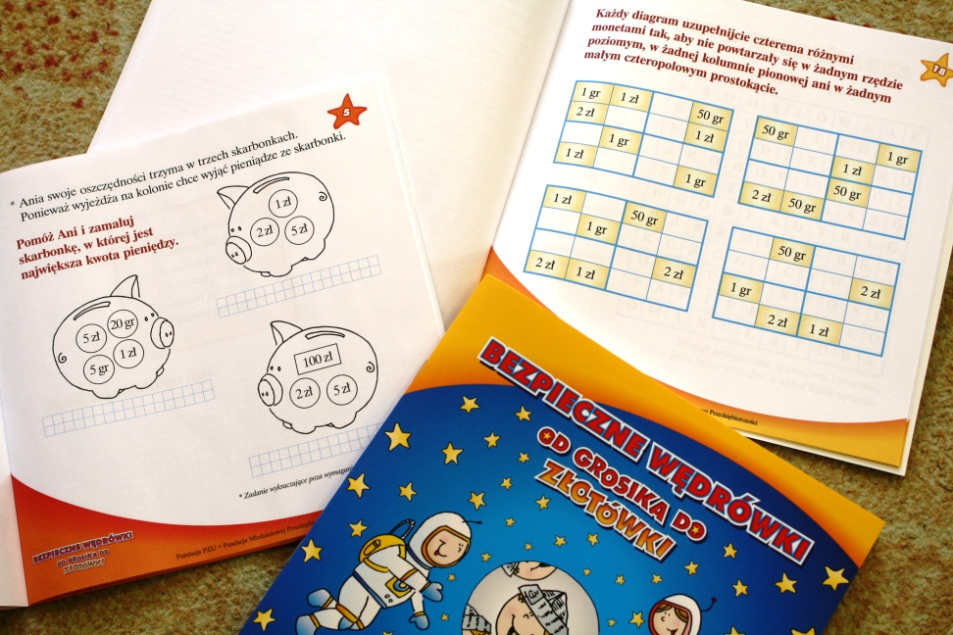 5
* Ania swoje oszczędności trzyma w trzech skarbonkach.
Ponieważ wyjeżdża na kolonie chce wyjąć pieniądze ze skarbonki.
Pomóż Ani i zamaluj
skarbonkę, w której jest
największa kwota pieniędzy.
1 zł
2 zł 5 zł
5 zł 20 gr
5 gr 1 zł
100 zł
2 zł 5 zł
* Zadanie wykraczające poza
BEZPIECZNE WĘDRÓWKI
OD GROSIKA DO
ZŁOTÓWKI
Fundacja PZU • Fundacja Młodzieżowej
Każdy diagram uzupełnijcie czterema różnymi
monetami tak, aby nie powtarzały się w żadnym rzędzie
poziomym, w żadnej kolumnie pionowej ani w żadnym
małym czteropolowym prostokącie.
18
1 gr 1 zł
2 zł 50 gr
1 gr 1 zł
1 zł
1 gr
50 gr
1 gr
1 zł
2 zł 50 gr 50 gr
1 zł
1 gr 50 gr
2 zł 1 zł 2 zł
50 gr
1 gr 2 zł
2 zł 1 zł
Przedsiębiorczości
BEZPIECZNE WĘDRÓWKI
OD GROSIKA DO
ZŁOTÓWKI